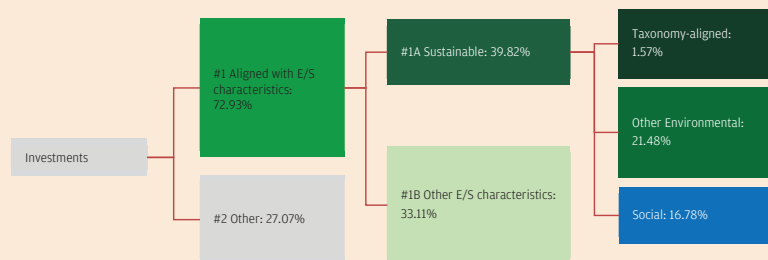 Investments
#1 Aligned with E/S
characteristics:
72.93%
#2 Other: 27.07%
#1A Sustainable: 39.82%
#1B Other E/S characteristics:
33.11%
Taxonomy-aligned:
1.57%
Other Environmental:
21.48%
Social: 16.78%